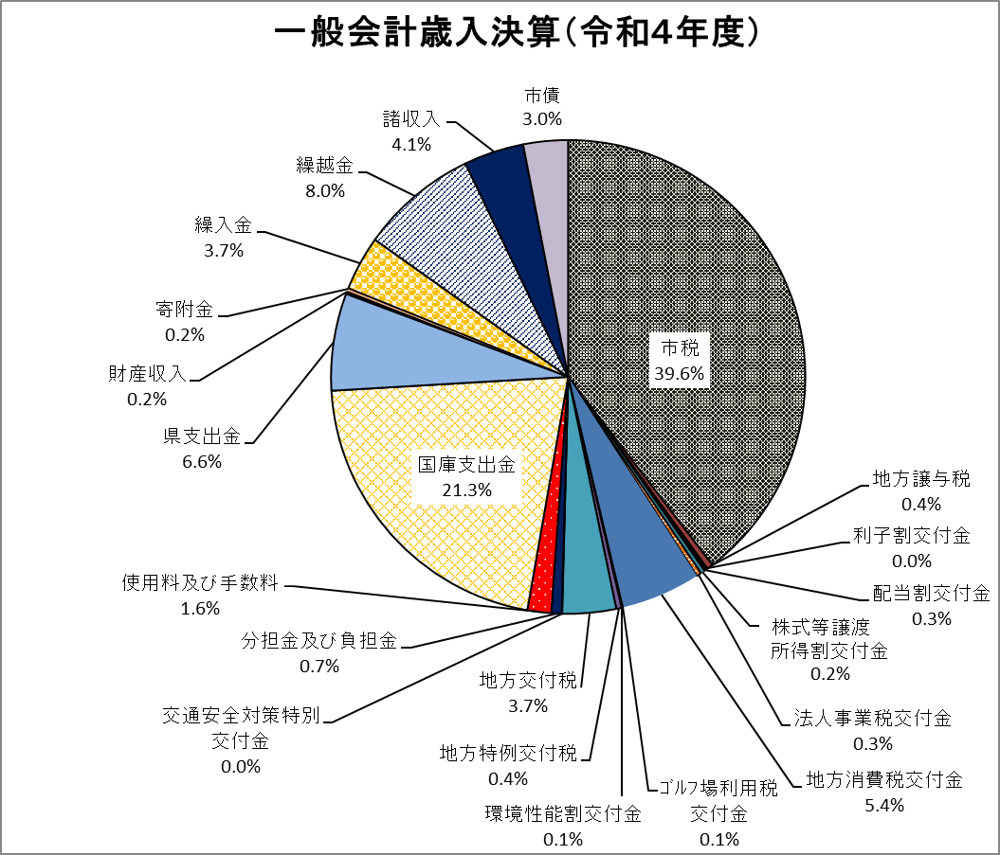 一般会計歳入決算(令和4年度)
市債
3.0%
諸収入
4.1%
繰越金
8.0%
繰入金
3.7%
寄附金
0.2%
財産収入
0.2%
県支出金
6.6%
市税
39.6%
国庫支出金
21.3%
地方譲与税
0.4%
利子割交付金
0.0%
配当割交付金
0.3%
株式等譲渡
所得割交付金
0.2%
法人事業税交付金
0.3%
地方消費税交付金
5.4%
ｺﾞﾙﾌ場利用税
交付金
0.1%
環境性能割交付金
0.1%
地方特例交付税
0.4%
地方交付税
3.7%
交通安全対策特別
交付金
0.0%
分担金及び負担金
0.7%
使用料及び手数料
1.6%